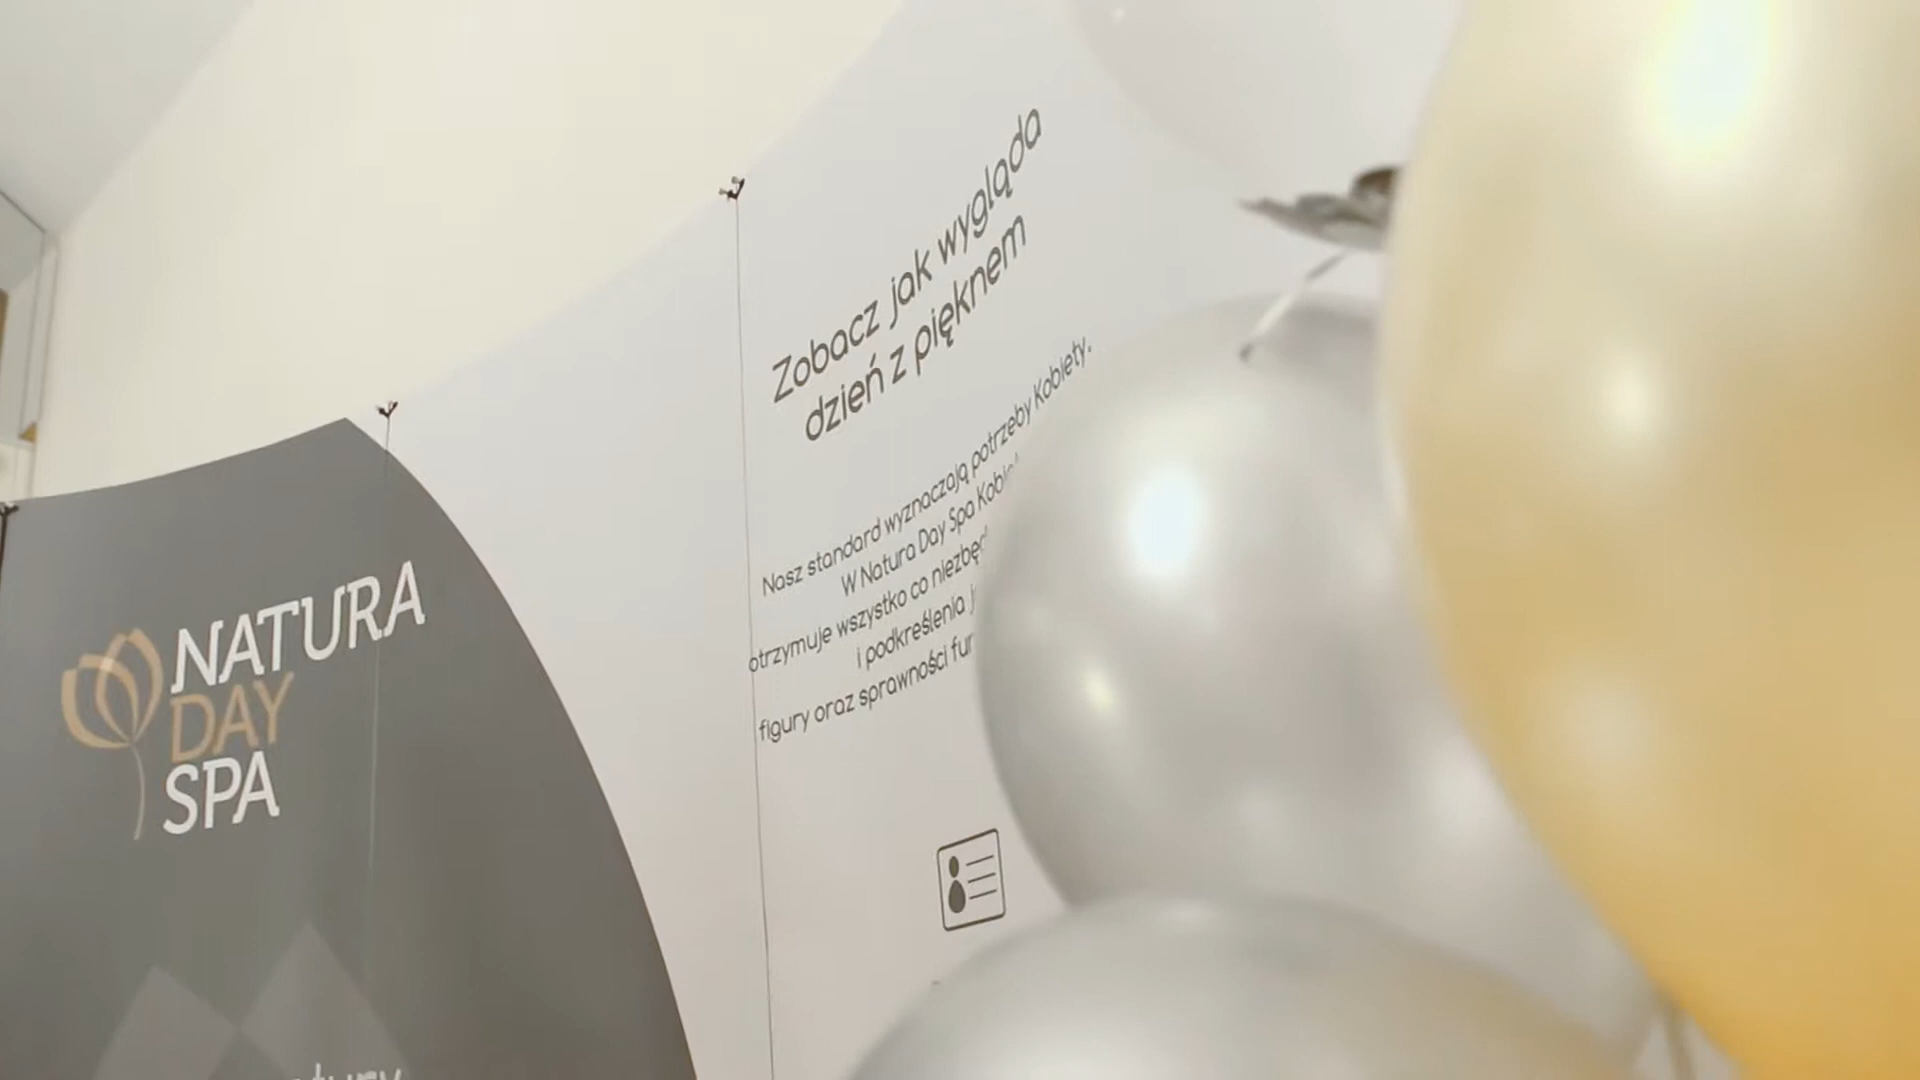 NATURA
DAY
SPA
Zobacz jak wygląda
dzień z pięknem
Nasz standard wyznaczają potrzeby Kobiety.
W Natura Day Spa
otrzymuje wszystko co
i podkreślenia
figury oraz sprawności